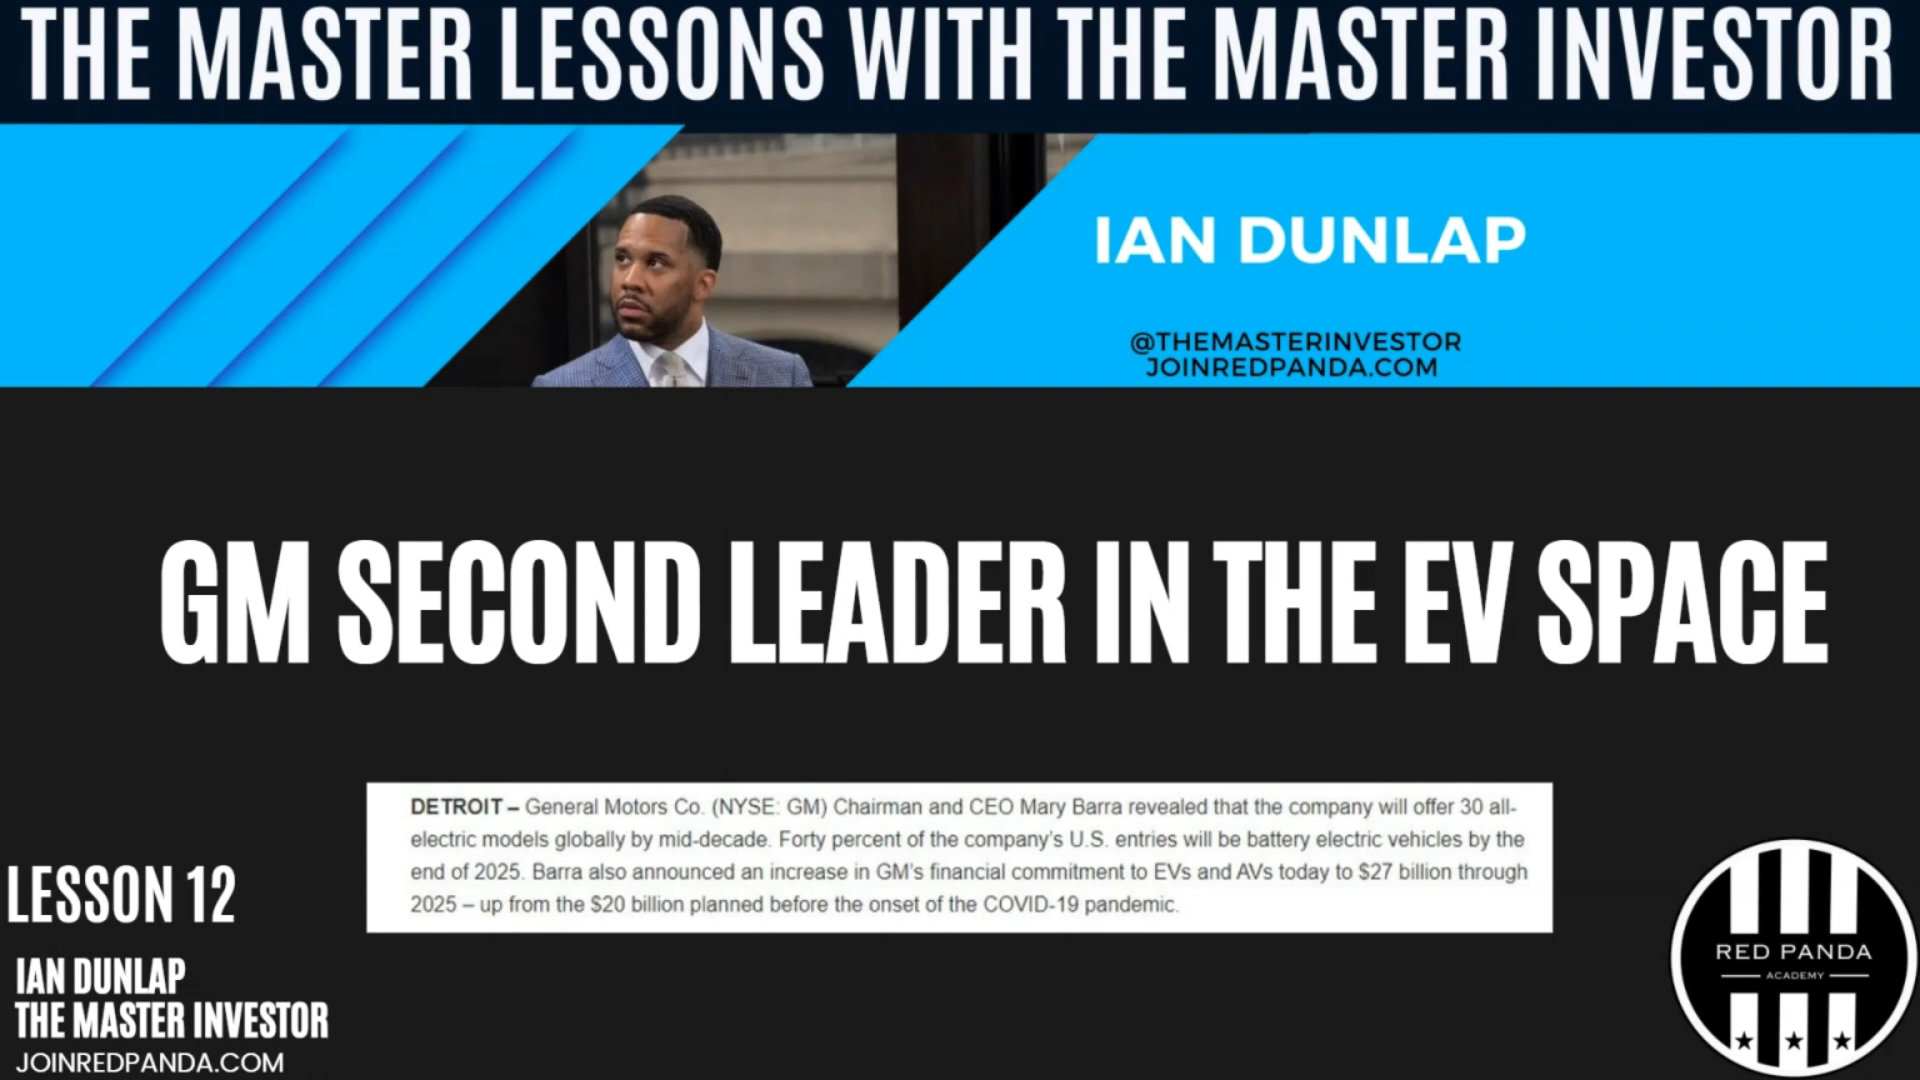 THE MASTER LESSONS WITH THE MASTER INVESTOR
IAN DUNLAP
@THEMASTERINVESTOR
JOINREDPANDA.COM
GM SECOND LEADER IN THE EV SPACE
DETROIT – General Motors Co. (NYSE: GM) Chairman and CEO Mary Barra revealed that the company will offer 30 all-
electric models globally by mid-decade. Forty percent of the company's U.S. entries will be battery electric vehicles by the
end of 2025. Barra also announced an increase in GM's financial commitment to EVs and AVs today to $27 billion through
2025 – up from the $20 billion planned before the onset of the COVID-19 pandemic.
LESSON 12
IAN DUNLAP
THE MASTER INVESTOR
JOINREDPANDA.COM
RED PANDA
ACADEMY